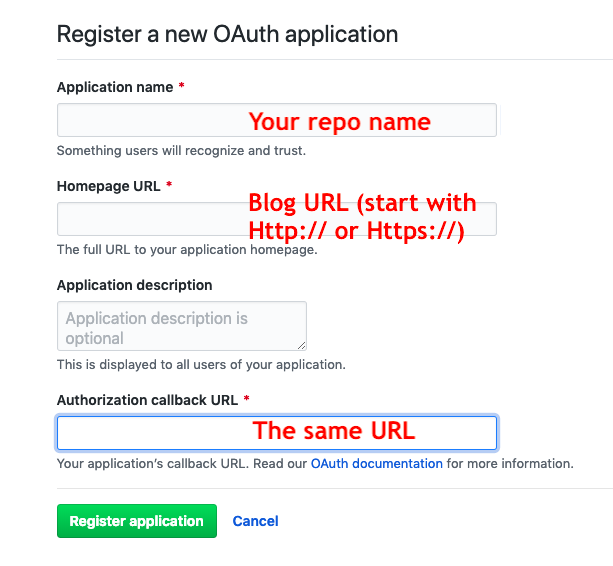 Register a new OAuth application
Application name *
Your repo name
Something users will recognize and trust.
Homepage URL *
Blog URL (start with
Http:// or Https://)
The full URL to your application homepage.
Application description
Application description is
optional
This is displayed to all users of your application.
Authorization callback URL *
The same URL
Your application’s callback URL. Read our OAuth documentation for more information.
Register application Cancel